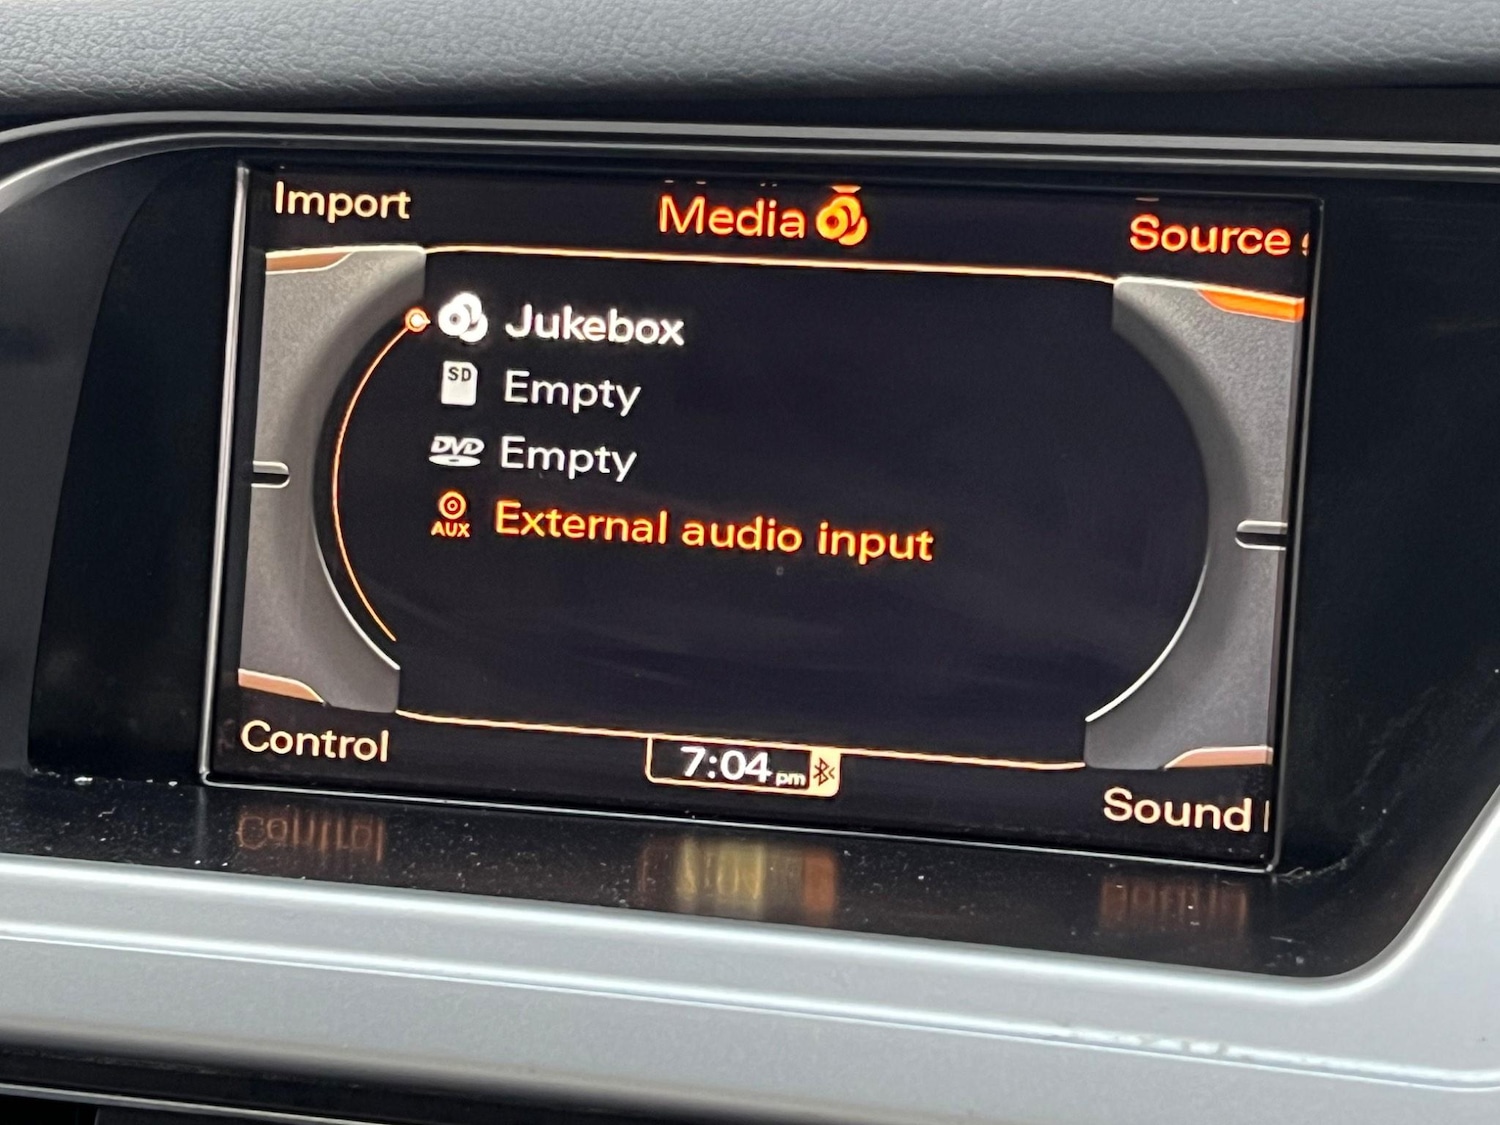 Import
Media
Source
Jukebox
SD Empty
DVD Empty
AUX External audio input
Control
7:04 pm
Sound